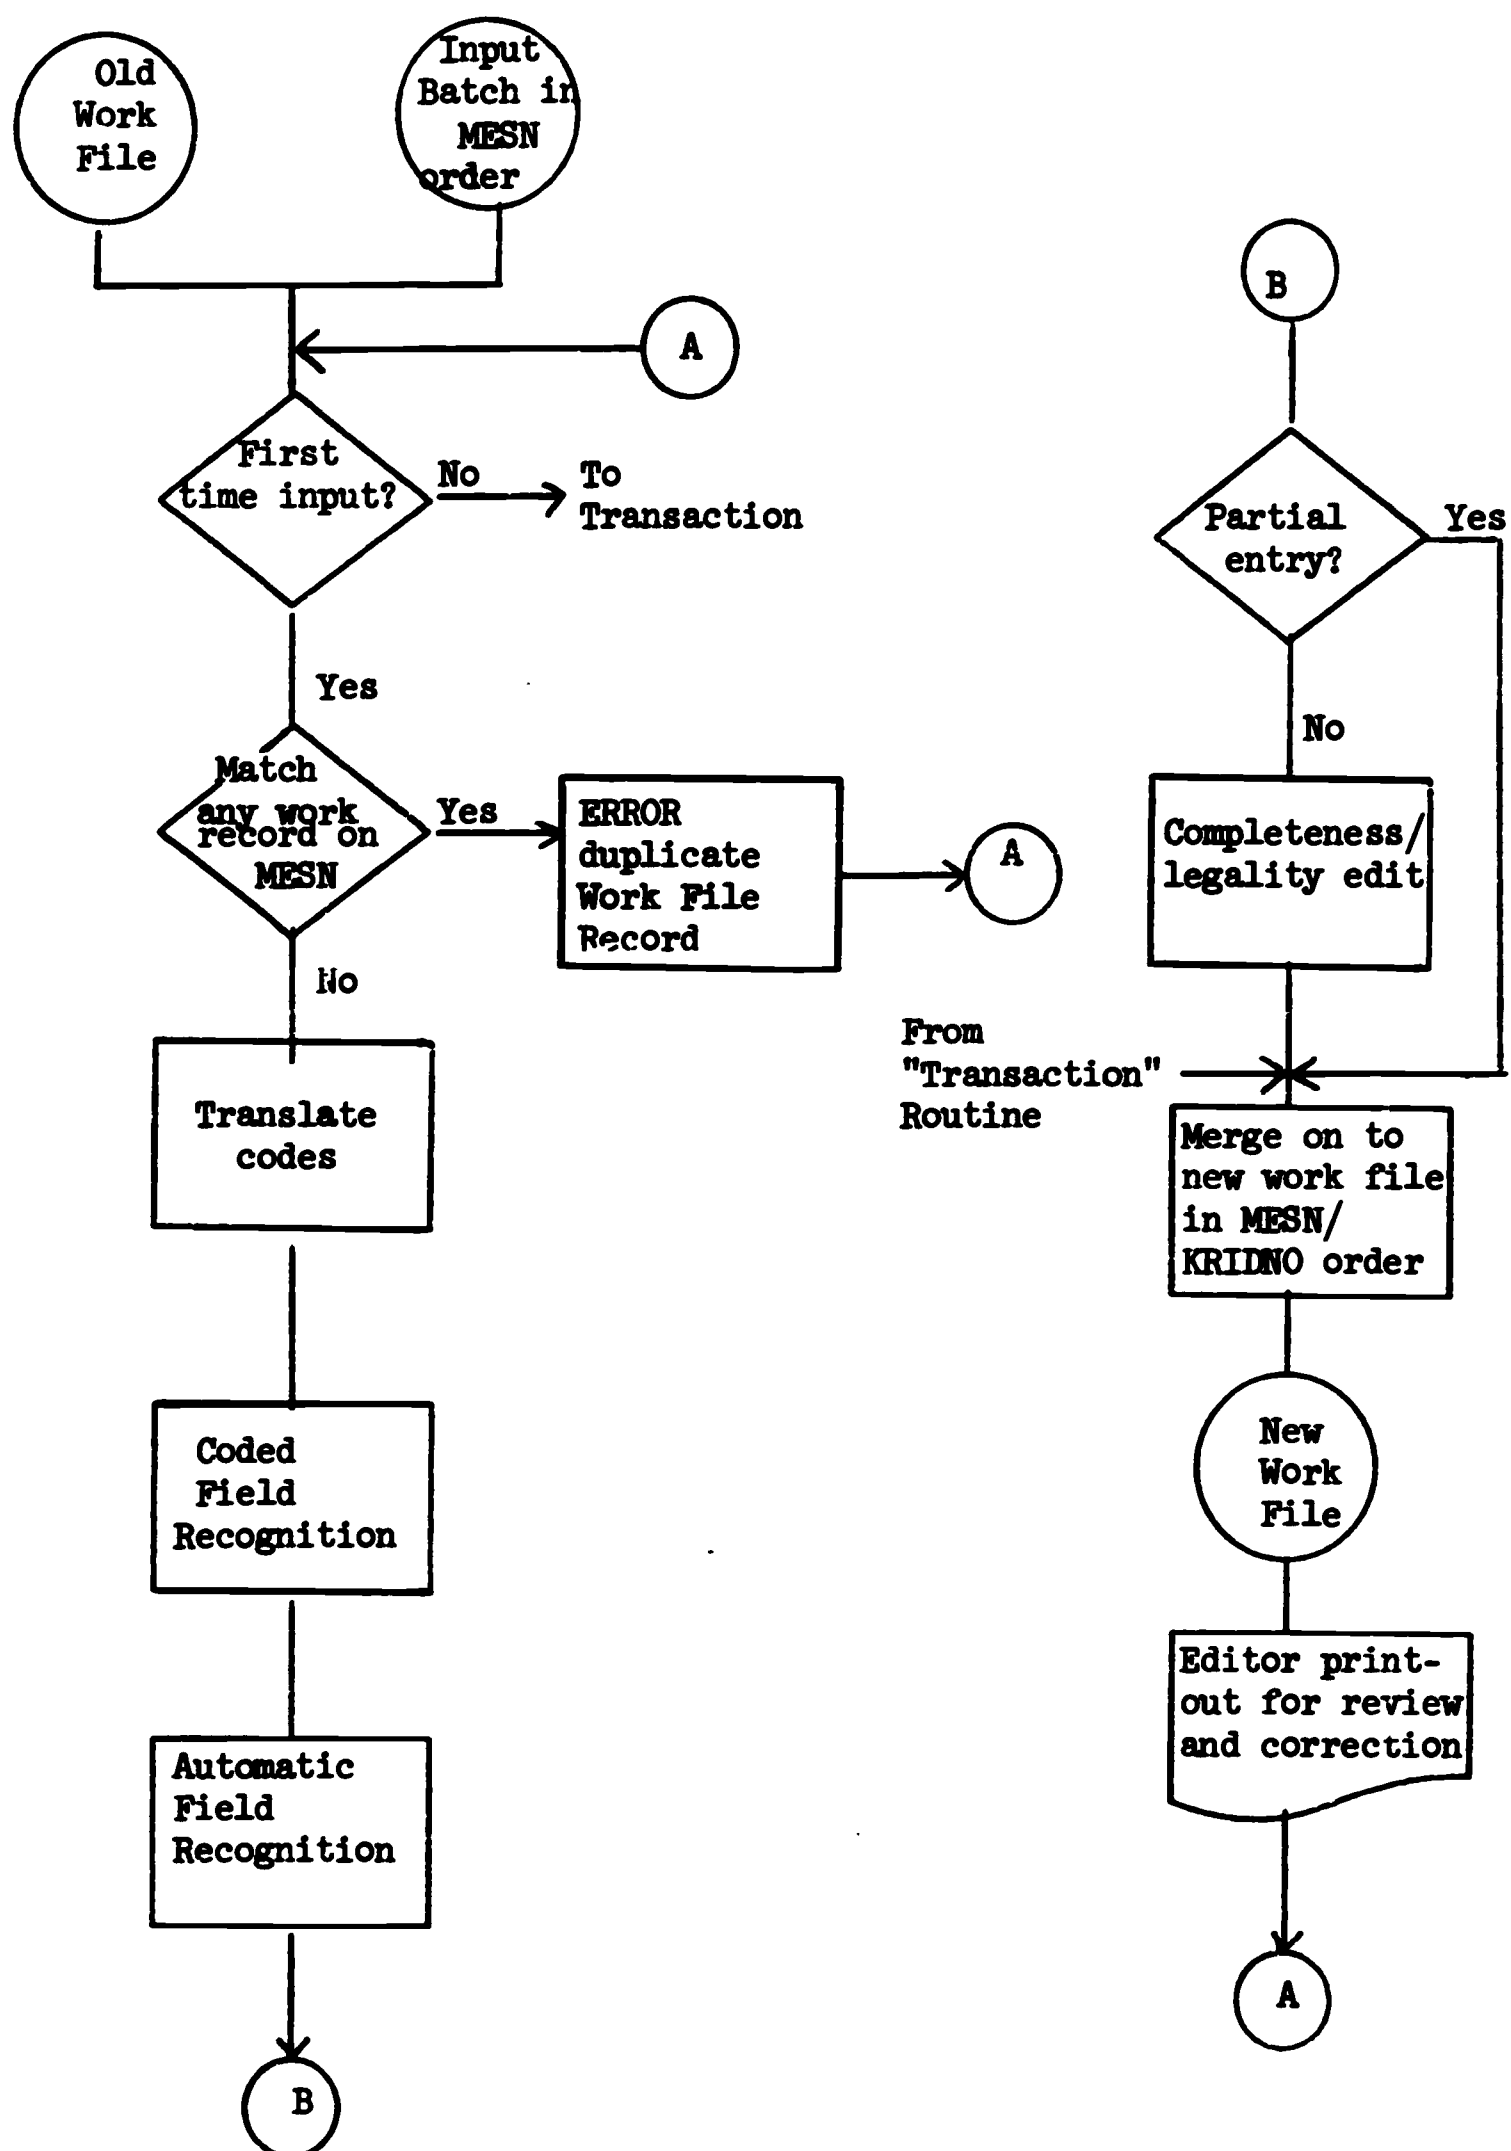 Old
Work
File
Input
Batch in
MESN
order
A
First
time input?
No
To
Transaction
Yes
Match
any work
record on
MESN
Yes
ERROR
duplicate
Work File
Record
A
No
Translate
codes
Coded
Field
Recognition
Automatic
Field
Recognition
B
B
Partial
entry?
Yes
No
Completeness/
legality edit
From
"Transaction"
Routine
Merge on to
new work file
in MESN/
KRIDNO order
New
Work
File
Editor print-
out for review
and correction
A